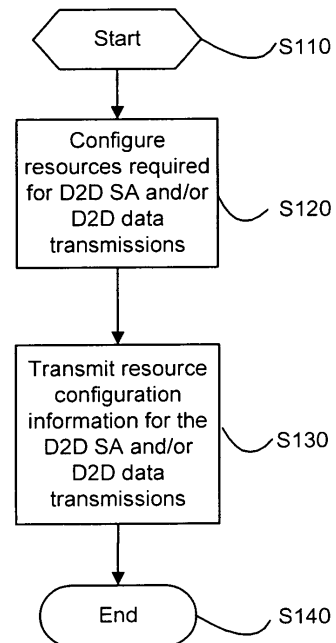 Start
S110
Configure
resources required
for D2D SA and/or
D2D data
transmissions
S120
Transmit resource
configuration
information for the
D2D SA and/or
D2D data
transmissions
S130
End
S140